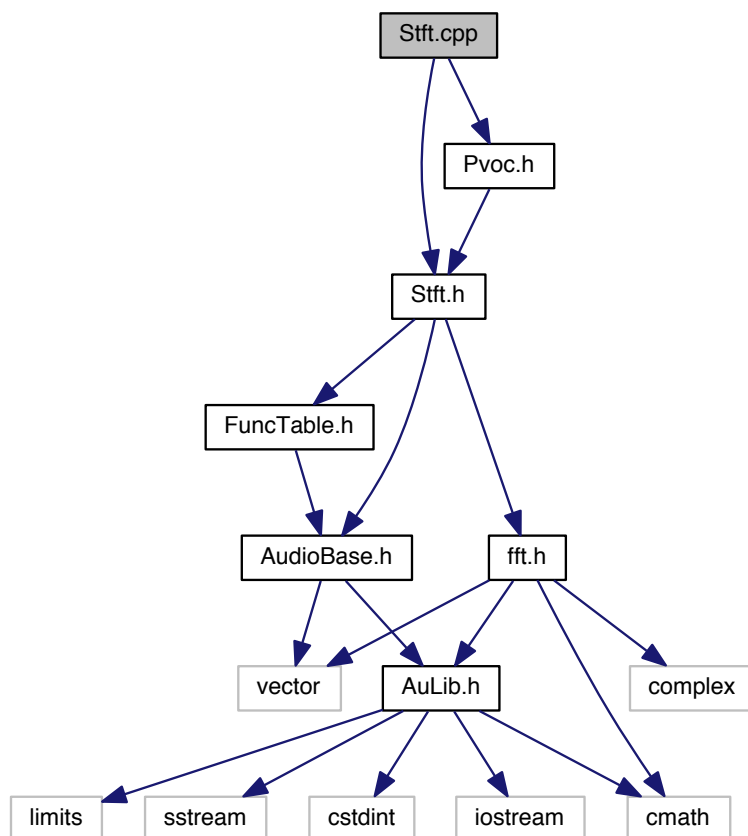 Stft.cpp
Pvoc.h
Stft.h
FuncTable.h
AudioBase.h
fft.h
vector
AuLib.h
complex
limits
sstream
cstdint
iostream
cmath